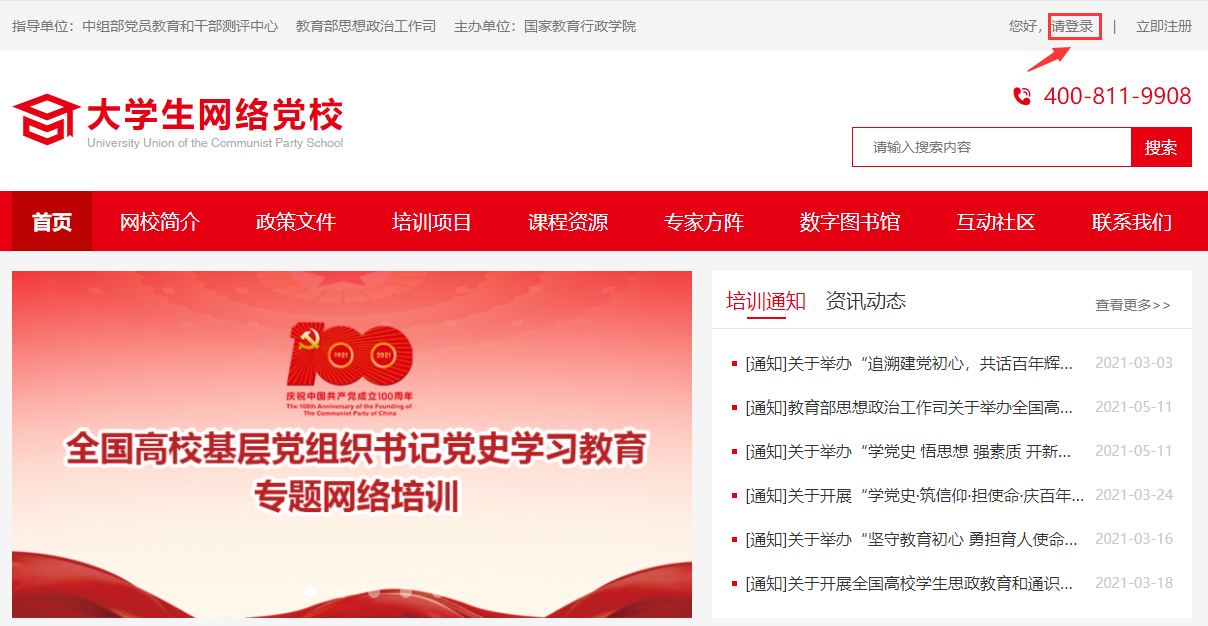 指导单位：中组部党员教育和干部测评中心 教育部思想政治工作司 主办单位：国家教育行政学院
您好，请登录 | 立即注册
大学生网络党校
University Union of the Communist Party School
400-811-9908
请输入搜索内容 搜索
首页 网校简介 政策文件 培训项目 课程资源 专家方阵 数字图书馆 互动社区 联系我们
100
1921 2021
庆祝中国共产党成立100周年
The 100th Anniversary of the Founding of
The Communist Party of China
全国高校基层党组织书记党史学习教育
专题网络培训
培训通知 资讯动态 查看更多>>
[通知]关于举办“追溯建党初心，共话百年辉... 2021-03-03
[通知]教育部思想政治工作司关于举办全国高... 2021-05-11
[通知]关于举办“学党史 悟思想 强素质 开新... 2021-05-11
[通知]关于开展“学党史·筑信仰·担使命·庆百年... 2021-03-24
[通知]关于举办“坚守教育初心 勇担育人使命... 2021-03-16
[通知]关于开展全国高校学生思政教育和通识... 2021-03-18